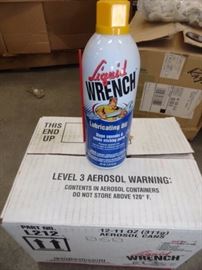 Liquid
WRENCH
Lubricating Oil
THIS
END
UP
LEVEL 3 AEROSOL WARNING:
CONTENTS IN AEROSOL CONTAINERS
DO NOT STORE ABOVE 120° F.
PART NO.
L212
12-11 OZ (311g)
AEROSOL CANS
WRENCH